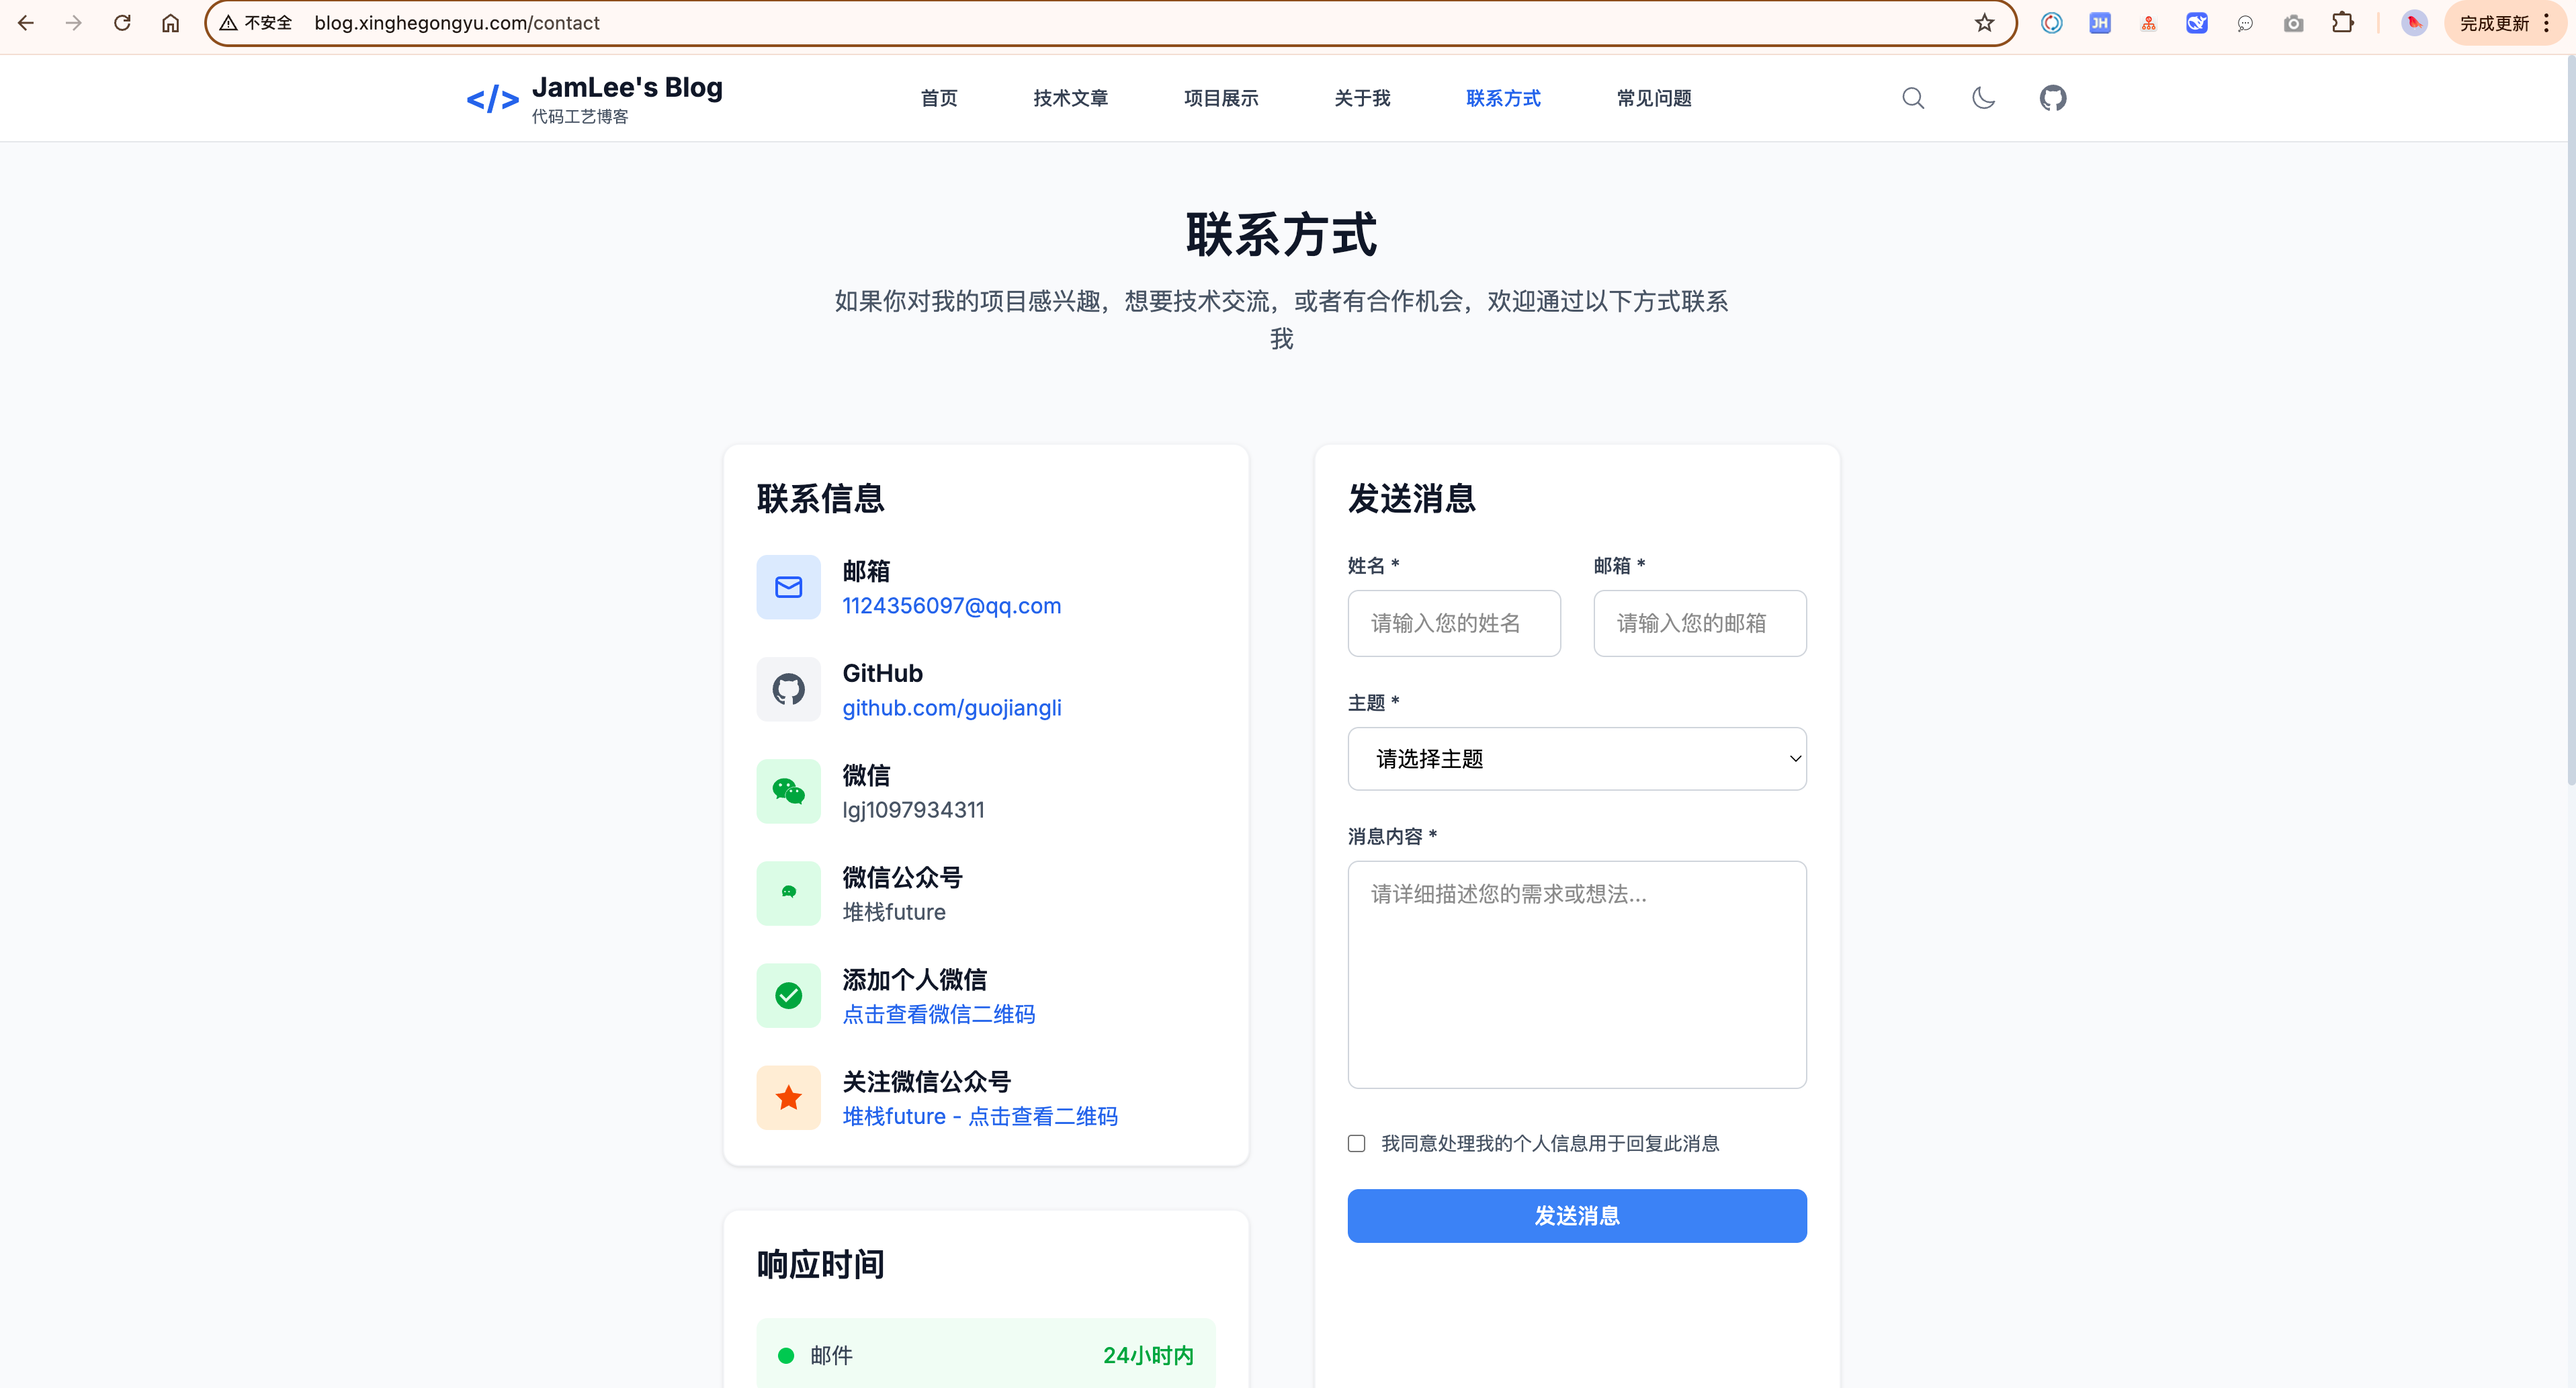 不安全
blog.xinghegongyu.com/contact
JH
完成更新
</>
JamLee's Blog
代码工艺博客
首页
技术文章
项目展示
关于我
联系方式
常见问题
联系方式
如果你对我的项目感兴趣，想要技术交流，或者有合作机会，欢迎通过以下方式联系
我
联系信息
邮箱
1124356097@qq.com
GitHub
github.com/guojiangli
微信
lgj1097934311
微信公众号
堆栈future
添加个人微信
点击查看微信二维码
关注微信公众号
堆栈future - 点击查看二维码
响应时间
邮件
24小时内
发送消息
姓名 *
邮箱 *
请输入您的姓名
请输入您的邮箱
主题 *
请选择主题
消息内容 *
请详细描述您的需求或想法...
我同意处理我的个人信息用于回复此消息
发送消息